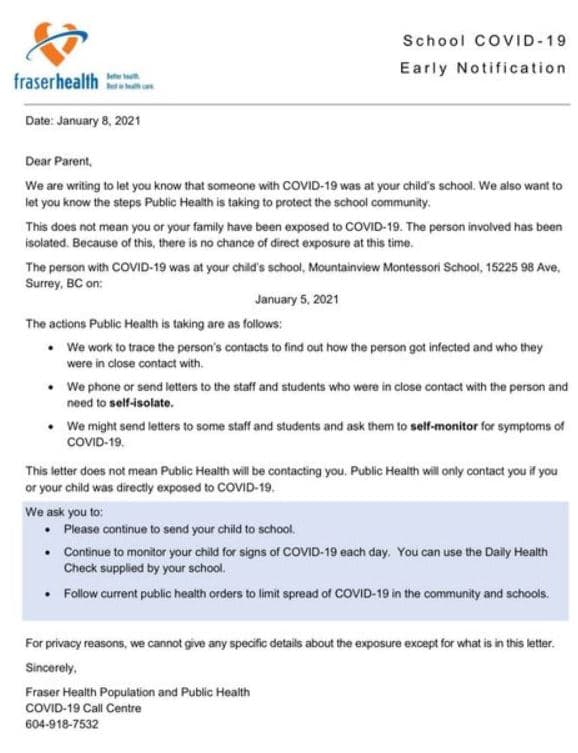 School COVID-19
Early Notification
fraserhealth
Better health.
Best in health care.
Date: January 8, 2021
Dear Parent,
We are writing to let you know that someone with COVID-19 was at your child's school. We also want to
let you know the steps Public Health is taking to protect the school community.
This does not mean you or your family have been exposed to COVID-19. The person involved has been
isolated. Because of this, there is no chance of direct exposure at this time.
The person with COVID-19 was at your child's school, Mountainview Montessori School, 15225 98 Ave,
Surrey, BC on:
January 5, 2021
The actions Public Health is taking are as follows:
• We work to trace the person's contacts to find out how the person got infected and who they
were in close contact with.
• We phone or send letters to the staff and students who were in close contact with the person and
need to self-isolate.
• We might send letters to some staff and students and ask them to self-monitor for symptoms of
COVID-19.
This letter does not mean Public Health will be contacting you. Public Health will only contact you if you
or your child was directly exposed to COVID-19.
We ask you to:
• Please continue to send your child to school.
• Continue to monitor your child for signs of COVID-19 each day.  You can use the Daily Health
Check supplied by your school.
• Follow current public health orders to limit spread of COVID-19 in the community and schools.
For privacy reasons, we cannot give any specific details about the exposure except for what is in this letter.
Sincerely,
Fraser Health Population and Public Health
COVID-19 Call Centre
604-918-7532